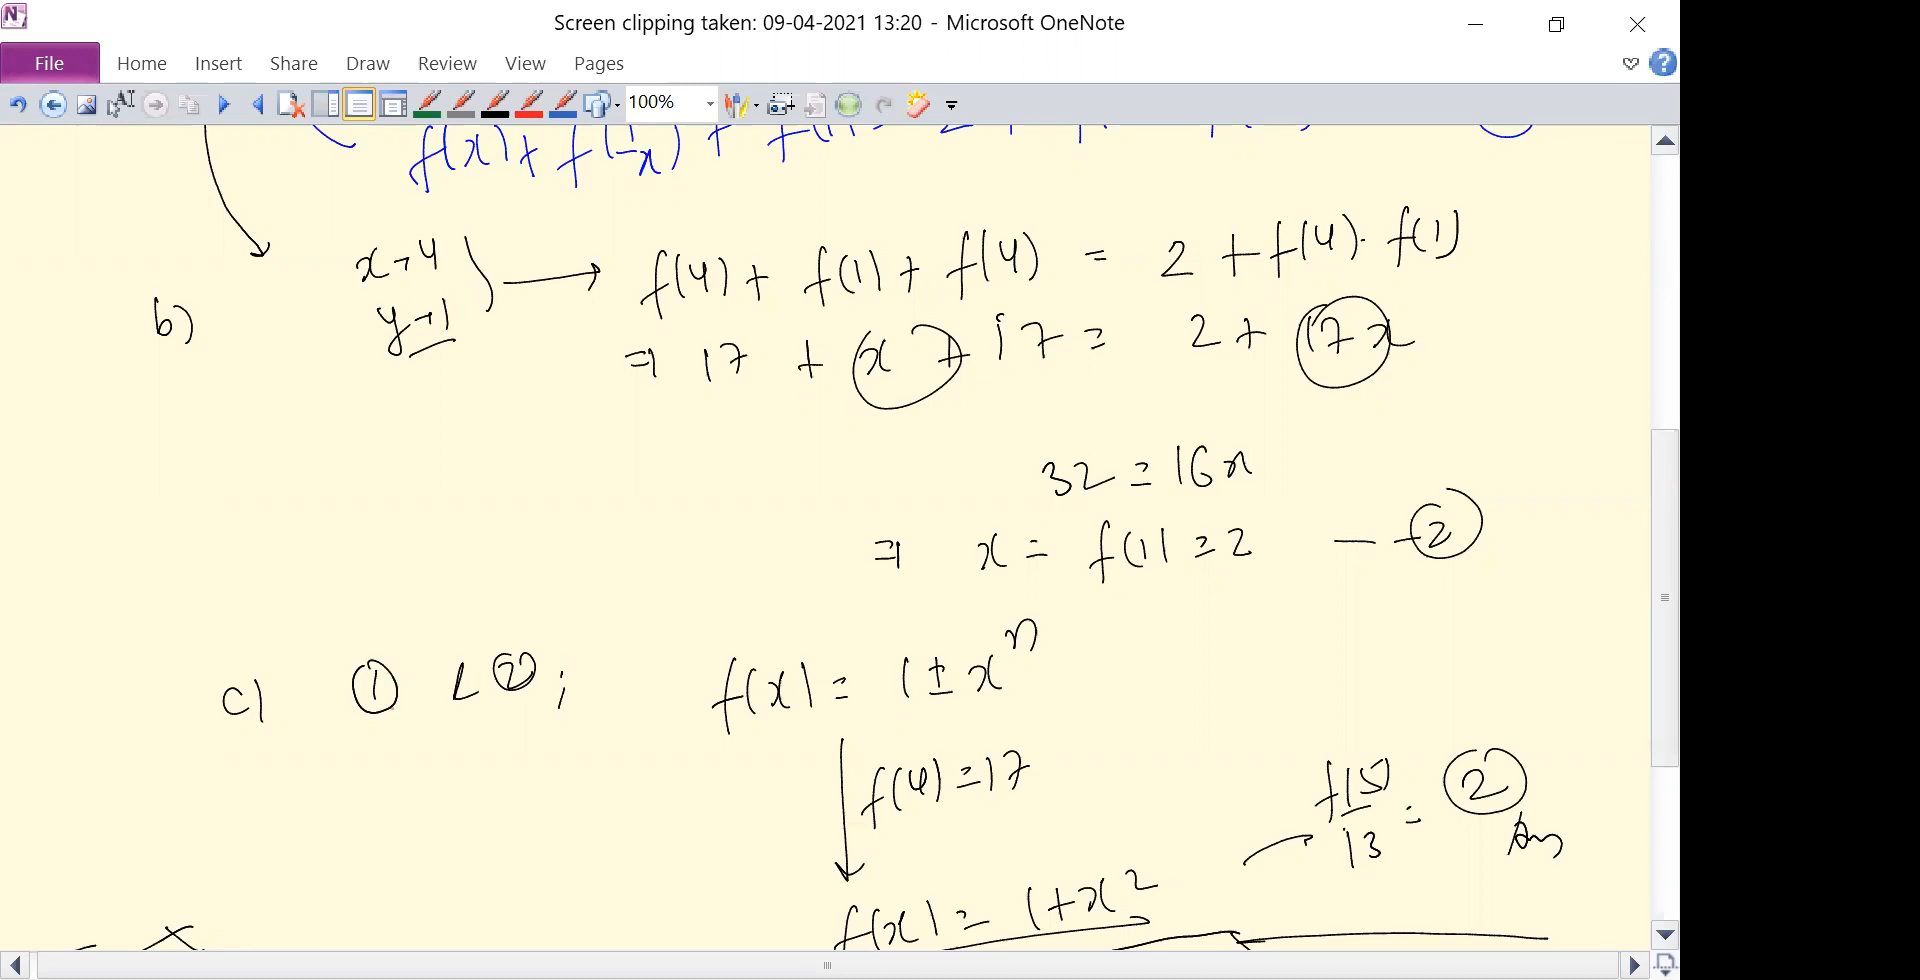 Screen clipping taken: 09-04-2021 13:20 - Microsoft OneNote
File Home Insert Share Draw Review View Pages
100%
f(x) + f(1/x) +
x→4
y→1
f(4) + f(1) + f(4) = 2 + f(4). f(1)
b)
⇒ 17 + x + 17 = 2 + 17x
32 = 16x
⇒ x = f(1) = 2 — ②
c) ① & ② ; f(x) = 1 ± x^n
f(4) = 17
f(5)/13 = ② Ans
f(x) = 1+x^2